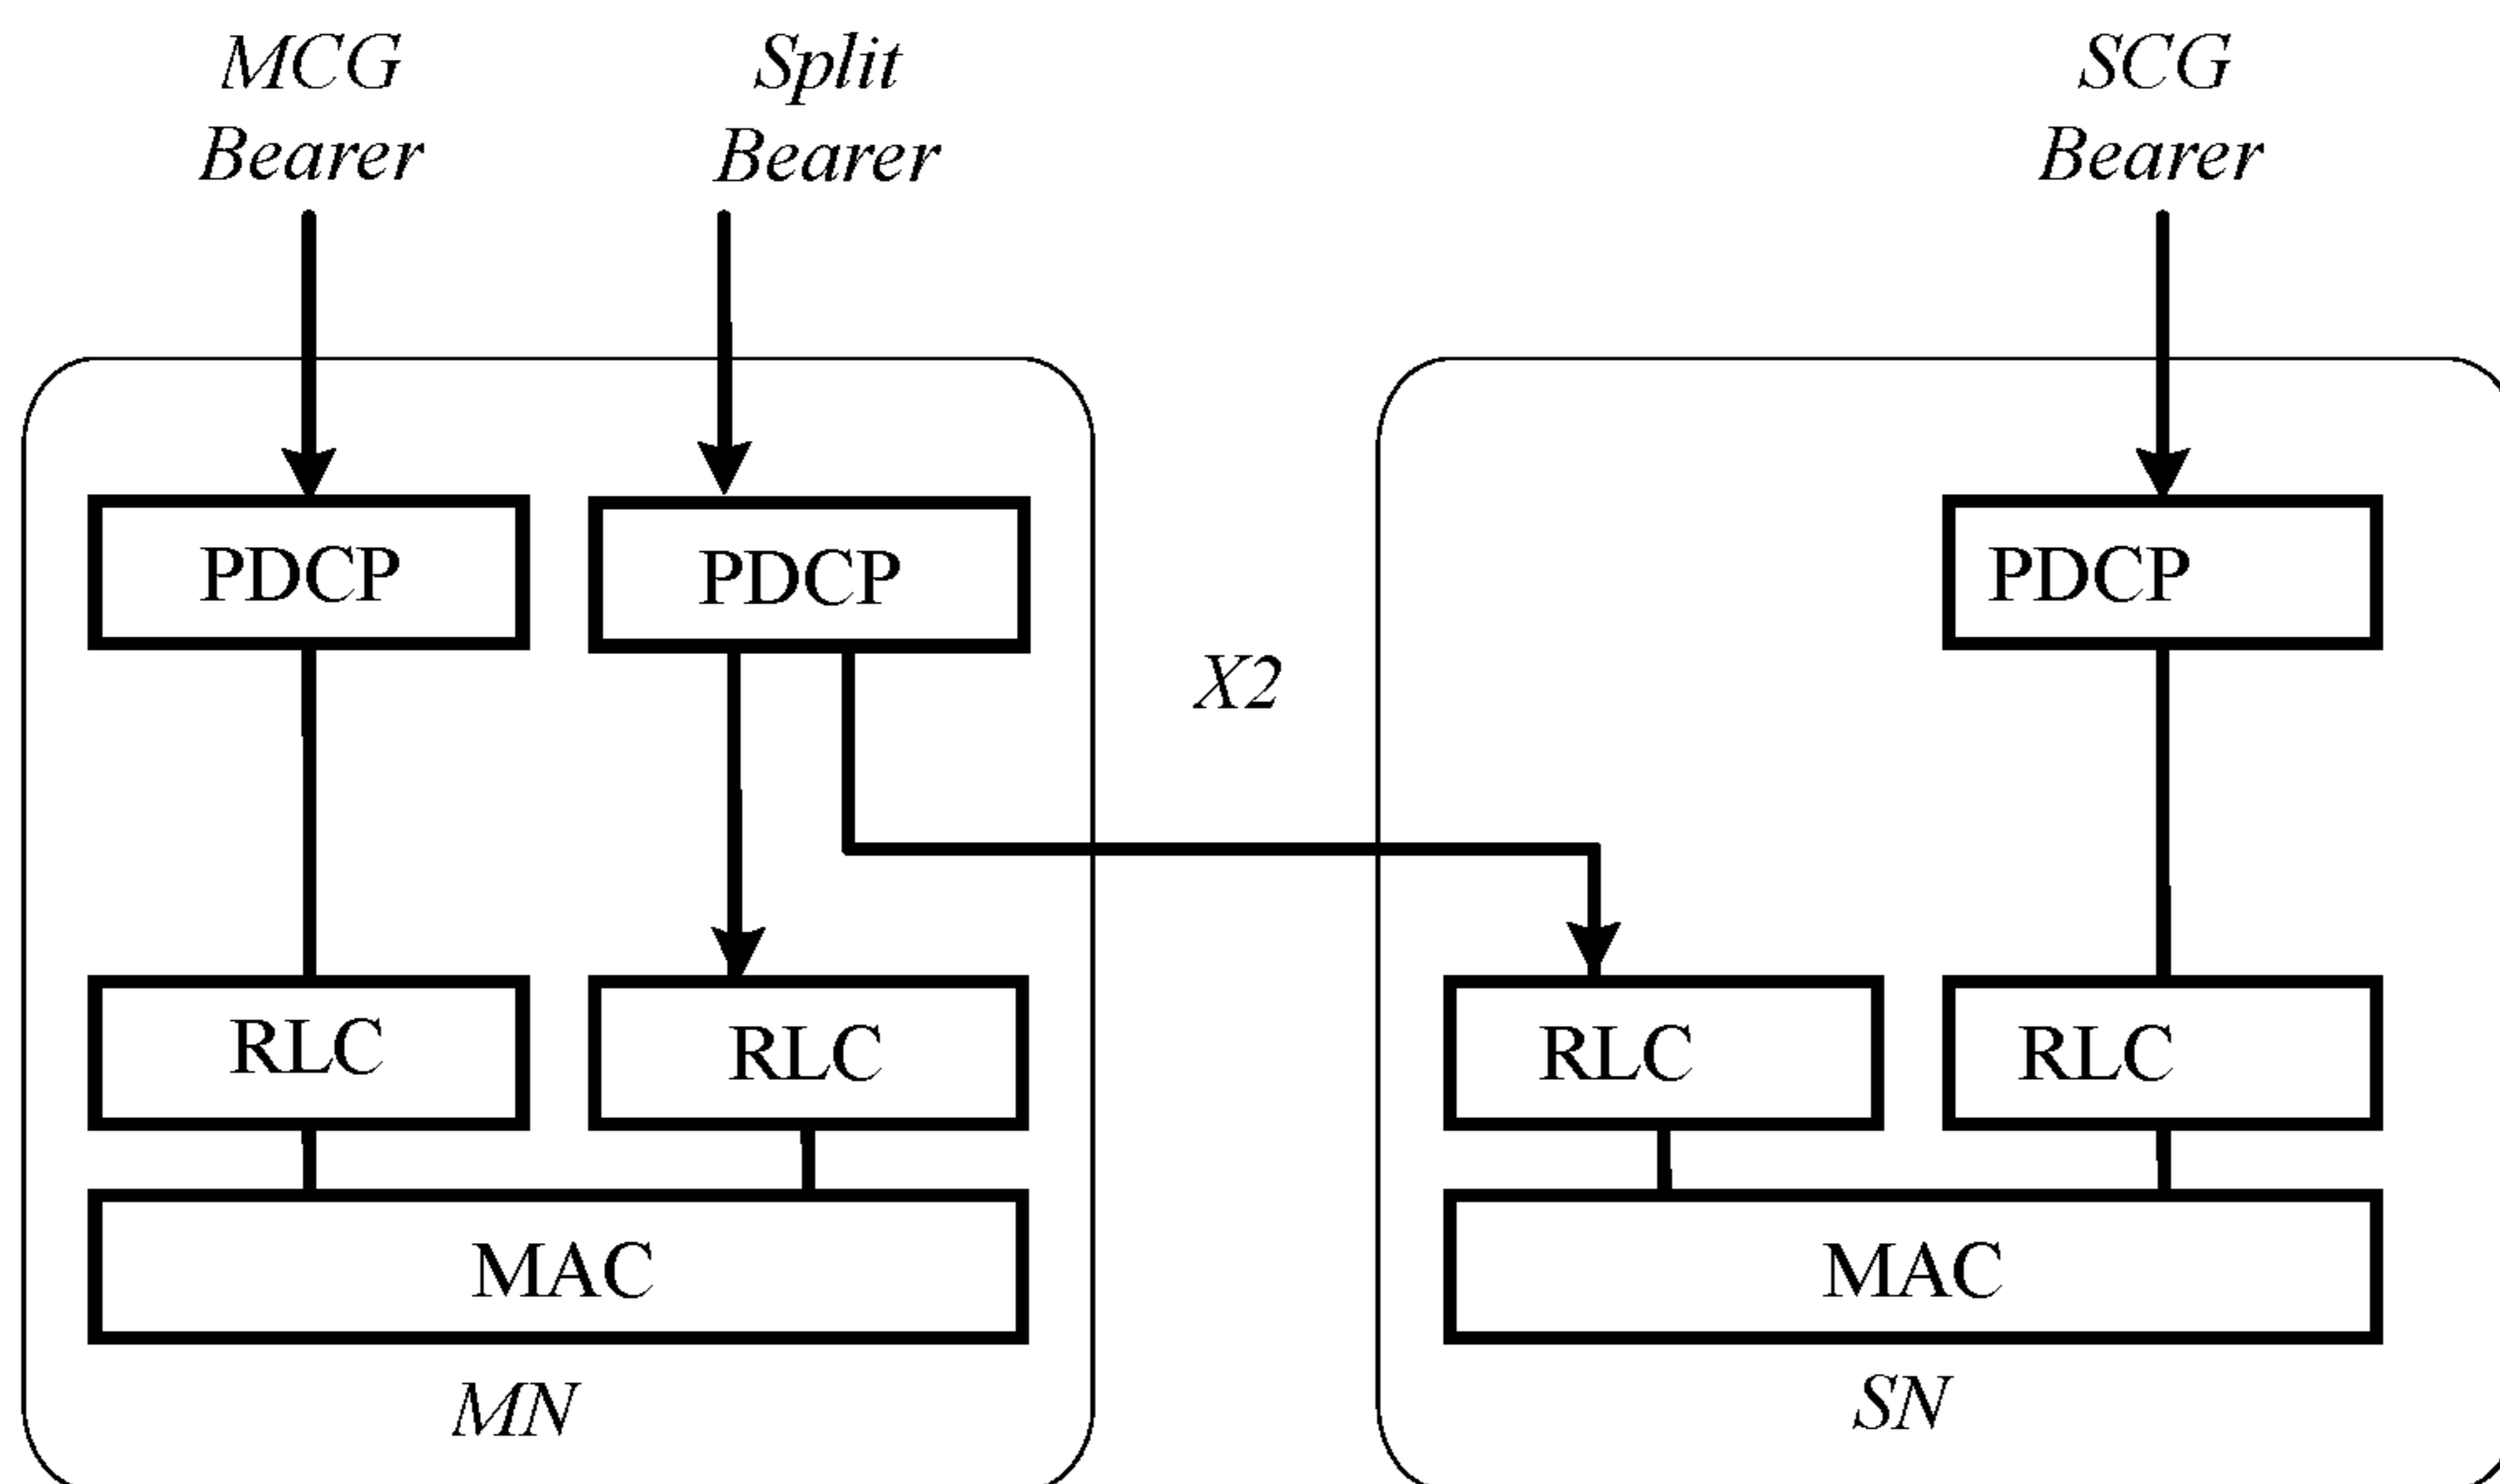 MCG
Bearer
Split
Bearer
SCG
Bearer
PDCP
PDCP
PDCP
X2
RLC
RLC
RLC
RLC
MAC
MAC
MN
SN